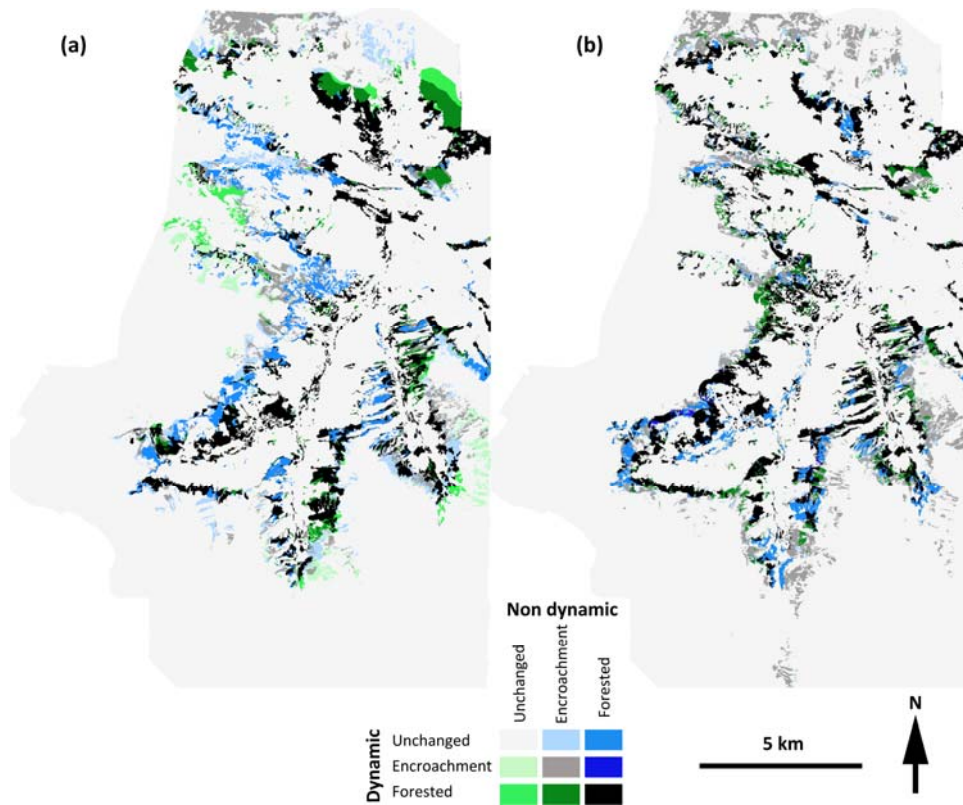 (a)
(b)
Non dynamic
Unchanged
Encroachment
Forested
Dynamic
Unchanged
Encroachment
Forested
5 km
N